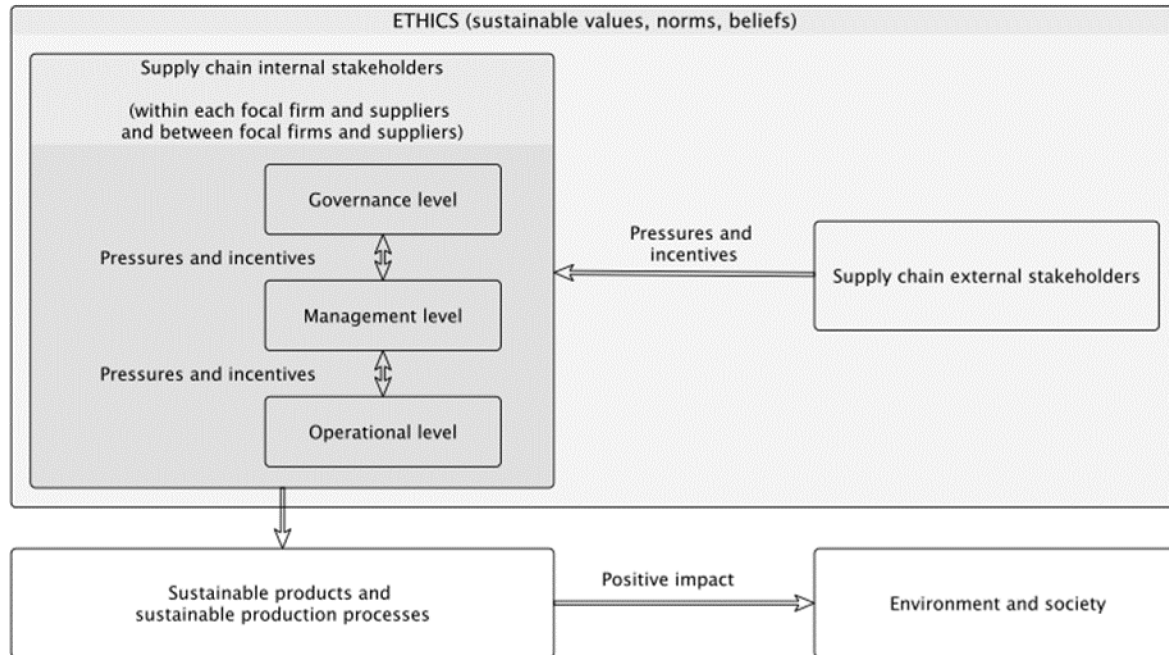 ETHICS (sustainable values, norms, beliefs)
Supply chain internal stakeholders
(within each focal firm and suppliers
and between focal firms and suppliers)
Governance level
Pressures and incentives
Management level
Pressures and incentives
Operational level
Pressures and
incentives
Supply chain external stakeholders
Sustainable products and
sustainable production processes
Positive impact
Environment and society